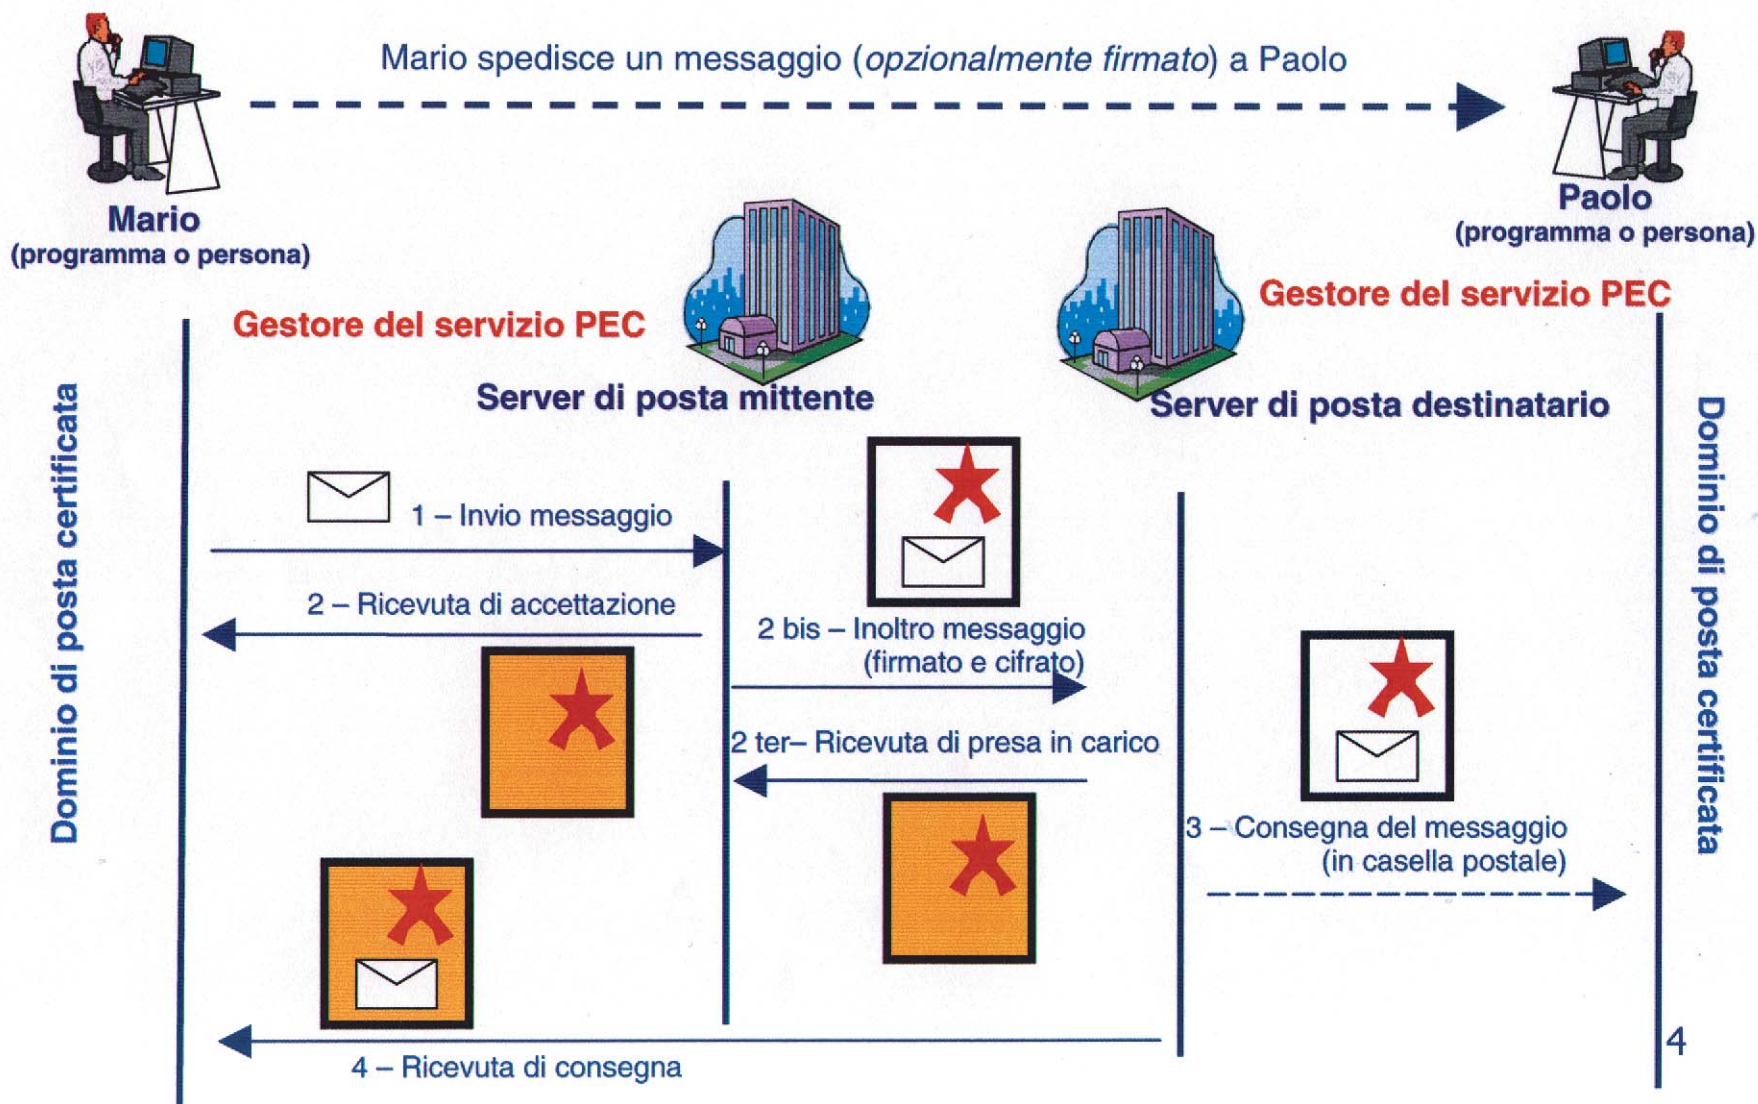 Mario spedisce un messaggio (opzionalmente firmato) a Paolo
Mario
(programma o persona)
Paolo
(programma o persona)
Gestore del servizio PEC
Gestore del servizio PEC
Server di posta mittente
Server di posta destinatario
Dominio di posta certificata
Dominio di posta certificata
1 – Invio messaggio
2 – Ricevuta di accettazione
2 bis – Inoltro messaggio
(firmato e cifrato)
2 ter– Ricevuta di presa in carico
3 – Consegna del messaggio
(in casella postale)
4 – Ricevuta di consegna
4